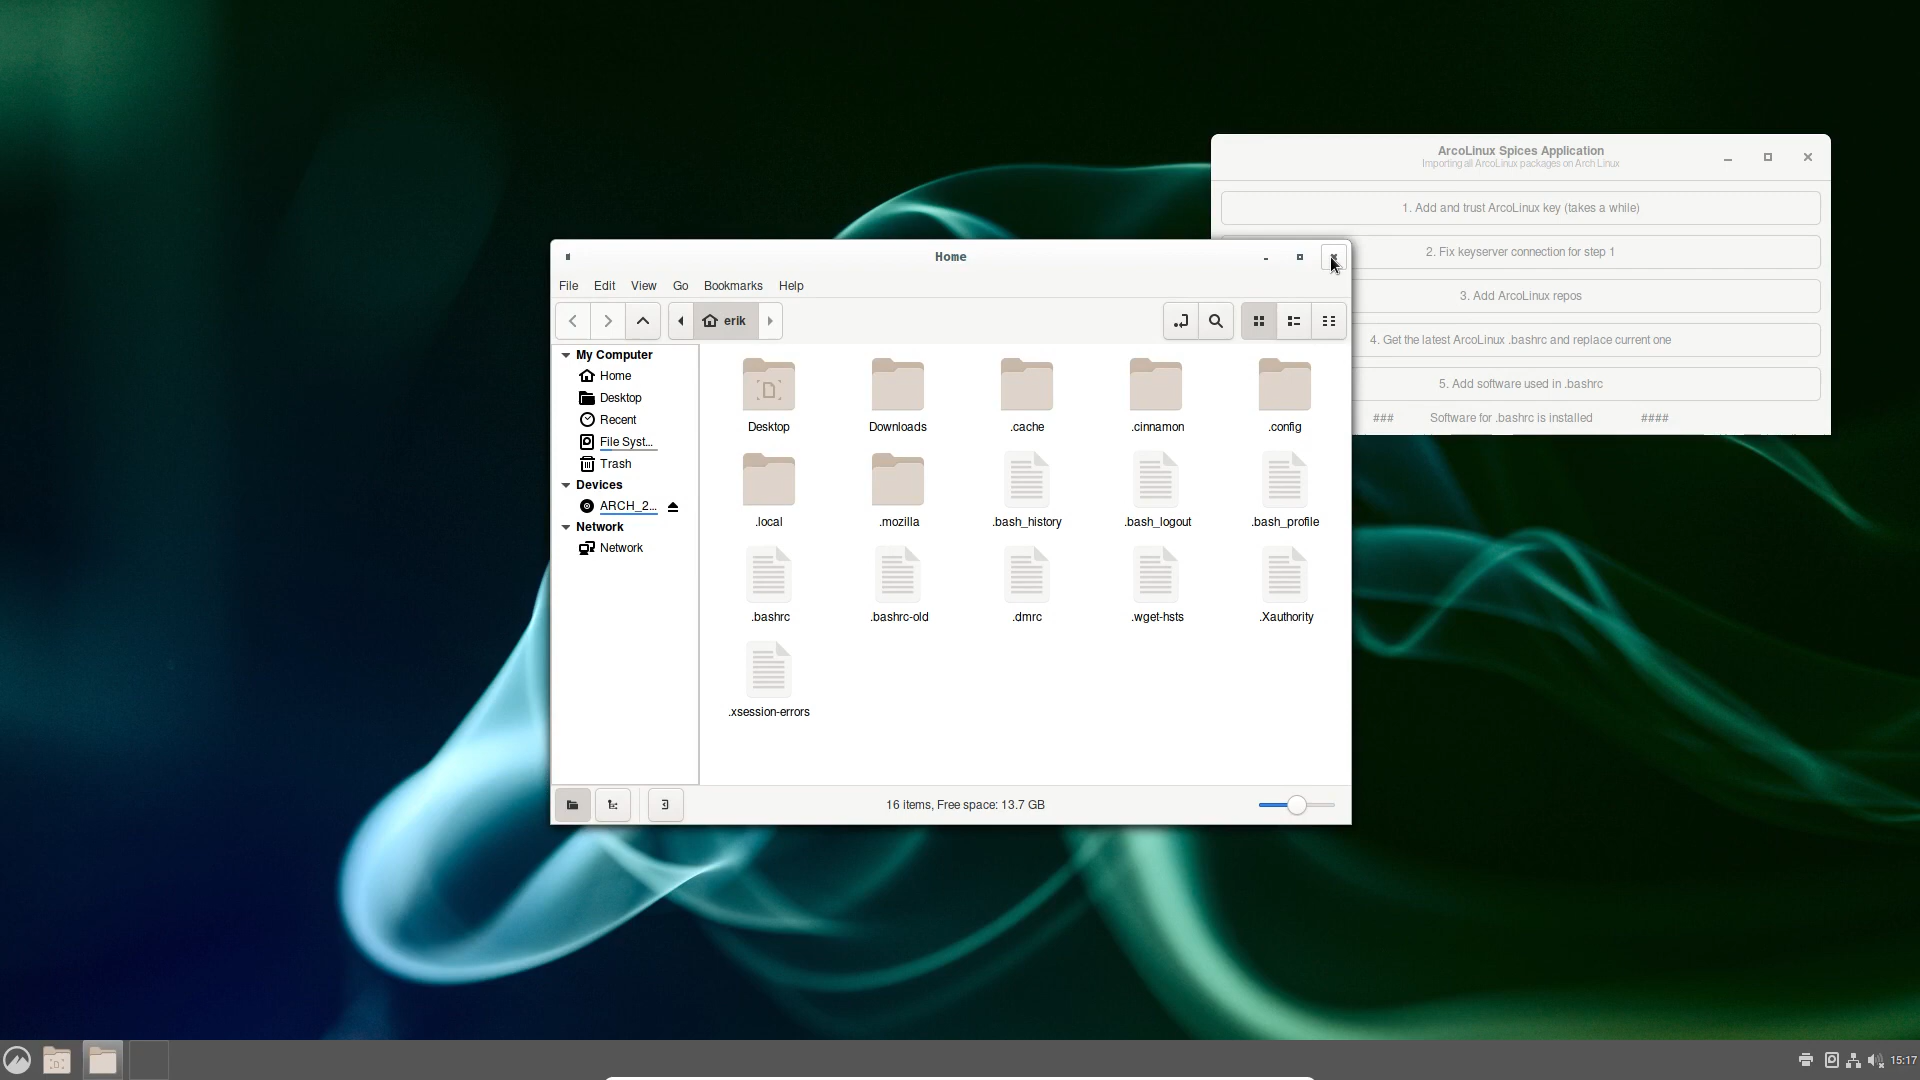 ArcoLinux Spices Application
Importing all ArcoLinux packages on Arch Linux
1. Add and trust ArcoLinux key (takes a while)
2. Fix keyserver connection for step 1
3. Add ArcoLinux repos
4. Get the latest ArcoLinux .bashrc and replace current one
5. Add software used in .bashrc
### Software for .bashrc is installed ####
Home
File Edit View Go Bookmarks Help
erik
My Computer
Home
Desktop
Recent
File Syst...
Trash
Devices
ARCH_2...
Network
Network
Desktop Downloads .cache .cinnamon .config
.local .mozilla .bash_history .bash_logout .bash_profile
.bashrc .bashrc-old .dmrc .wget-hsts .Xauthority
.xsession-errors
16 items, Free space: 13.7 GB
15:17